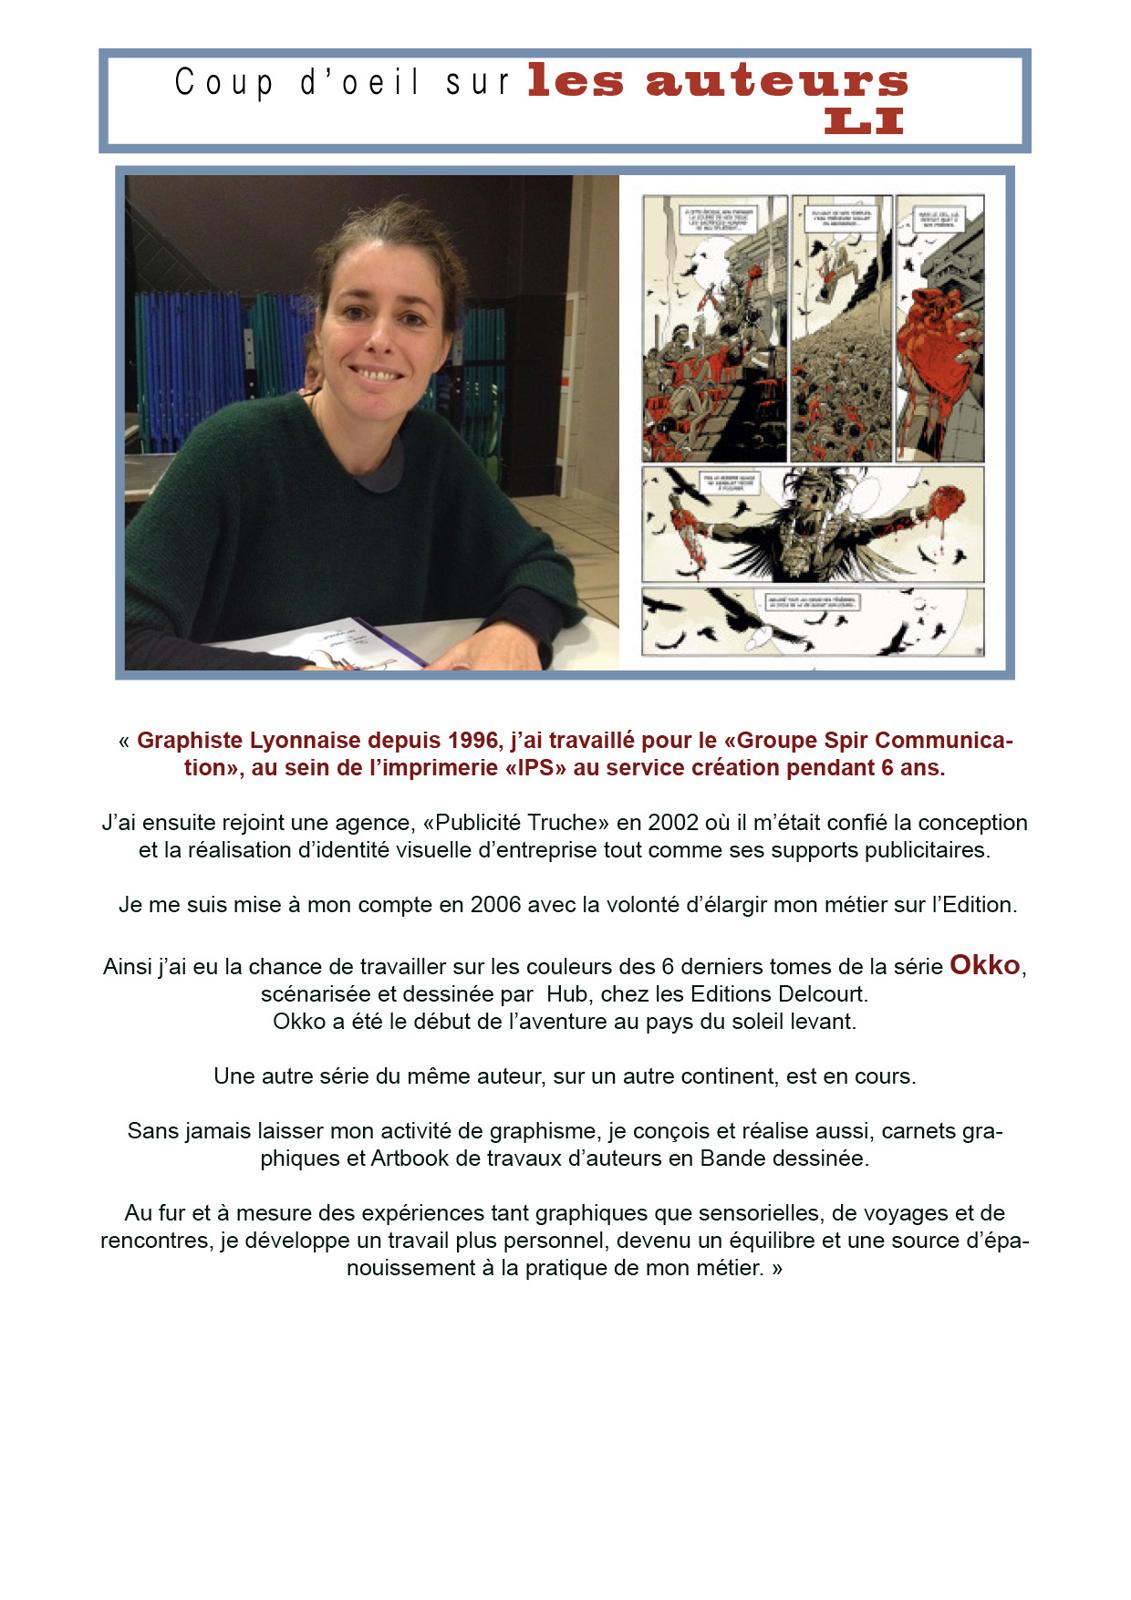 Coup d'oeil sur les auteurs
LI
« Graphiste Lyonnaise depuis 1996, j'ai travaillé pour le «Groupe Spir Communica-
tion», au sein de l'imprimerie «IPS» au service création pendant 6 ans.
J'ai ensuite rejoint une agence, «Publicité Truche» en 2002 où il m'était confié la conception
et la réalisation d'identité visuelle d'entreprise tout comme ses supports publicitaires.
Je me suis mise à mon compte en 2006 avec la volonté d'élargir mon métier sur l'Edition.
Ainsi j'ai eu la chance de travailler sur les couleurs des 6 derniers tomes de la série Okko,
scénarisée et dessinée par  Hub, chez les Editions Delcourt.
Okko a été le début de l'aventure au pays du soleil levant.
Une autre série du même auteur, sur un autre continent, est en cours.
Sans jamais laisser mon activité de graphisme, je conçois et réalise aussi, carnets gra-
phiques et Artbook de travaux d'auteurs en Bande dessinée.
Au fur et à mesure des expériences tant graphiques que sensorielles, de voyages et de
rencontres, je développe un travail plus personnel, devenu un équilibre et une source d'épa-
nouissement à la pratique de mon métier. »